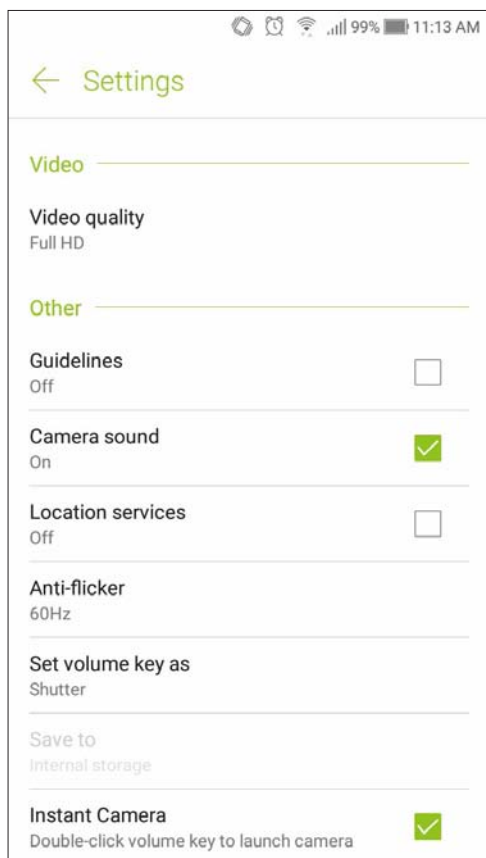 99% 11:13 AM
Settings
Video
Video quality
Full HD
Other
Guidelines
Off
Camera sound
On
Location services
Off
Anti-flicker
60Hz
Set volume key as
Shutter
Save to
Internal storage
Instant Camera
Double-click volume key to launch camera